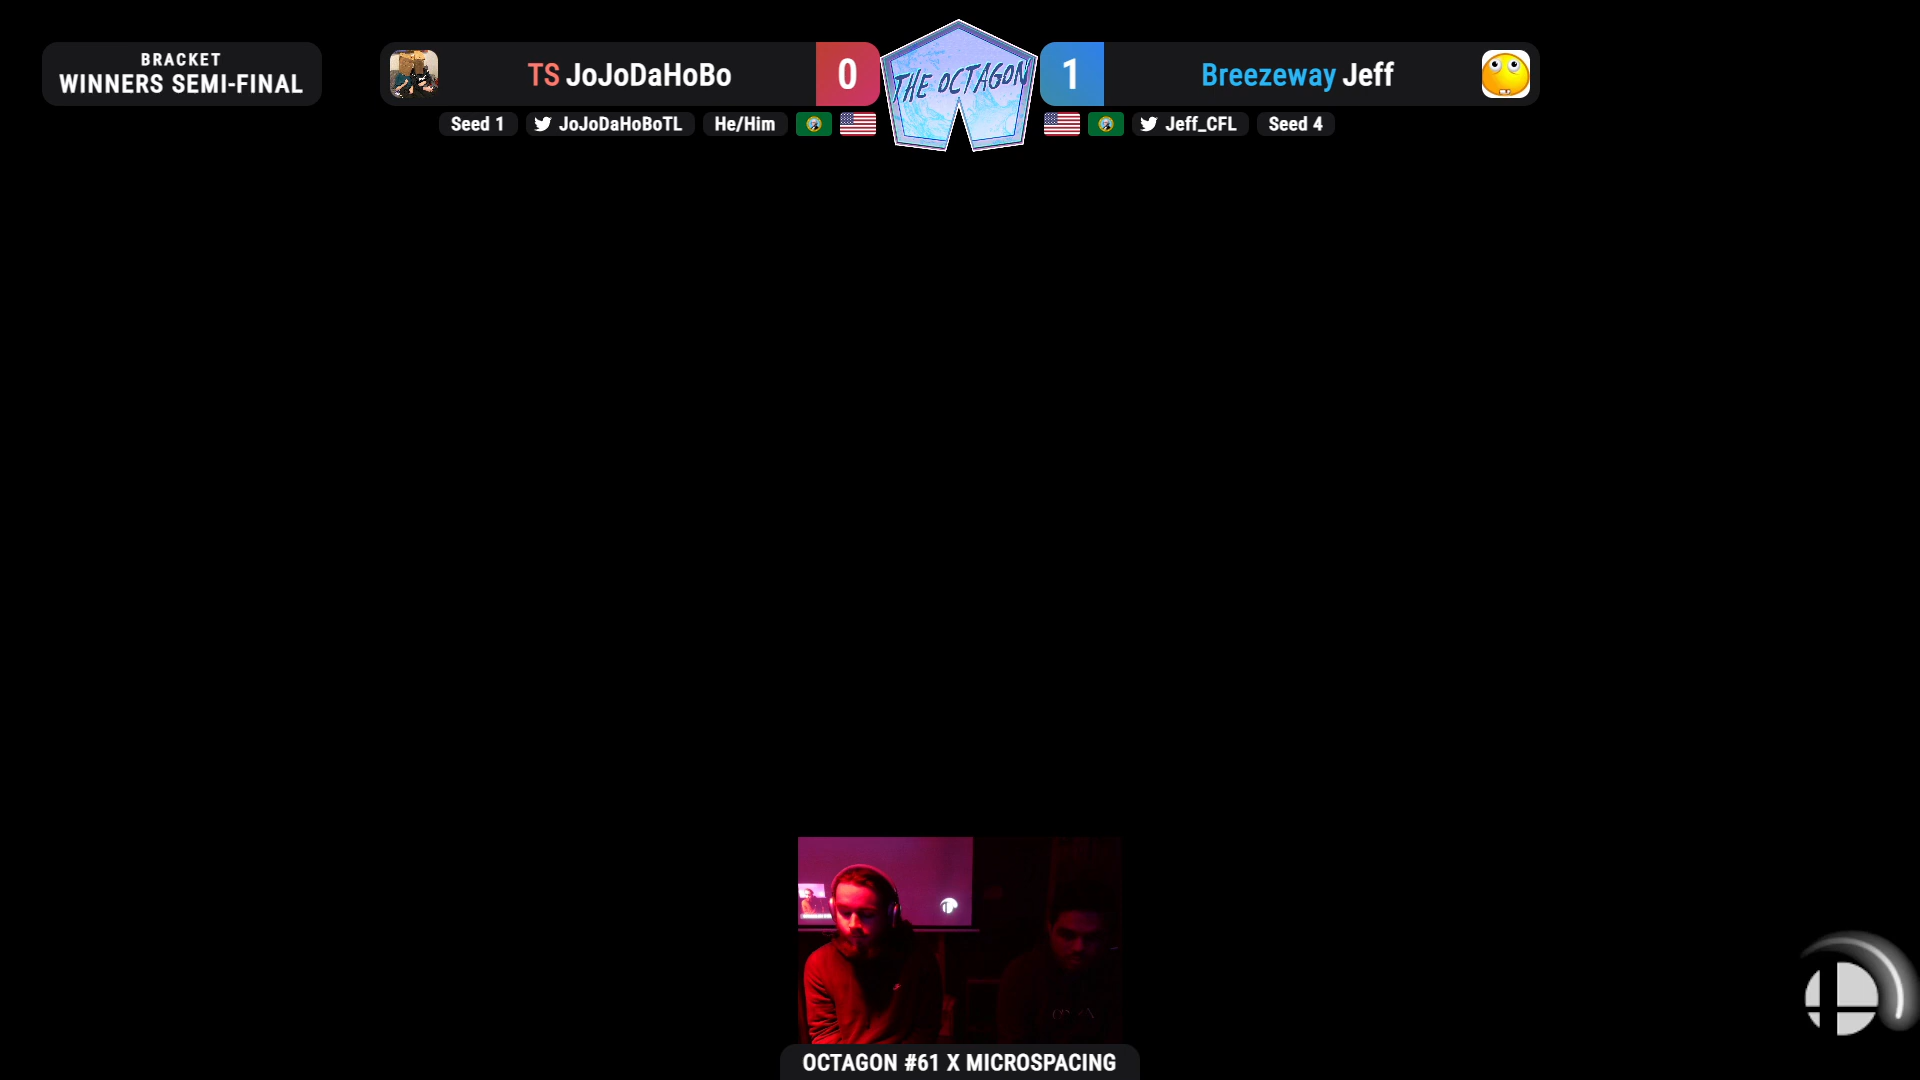 BRACKET
WINNERS SEMI-FINAL
TS JoJoDaHoBo
0
THE OCTAGON
1
Breezeway Jeff
Seed 1
JoJoDaHoBoTL
He/Him
Jeff_CFL
Seed 4
OCTAGON #61 X MICROSPACING